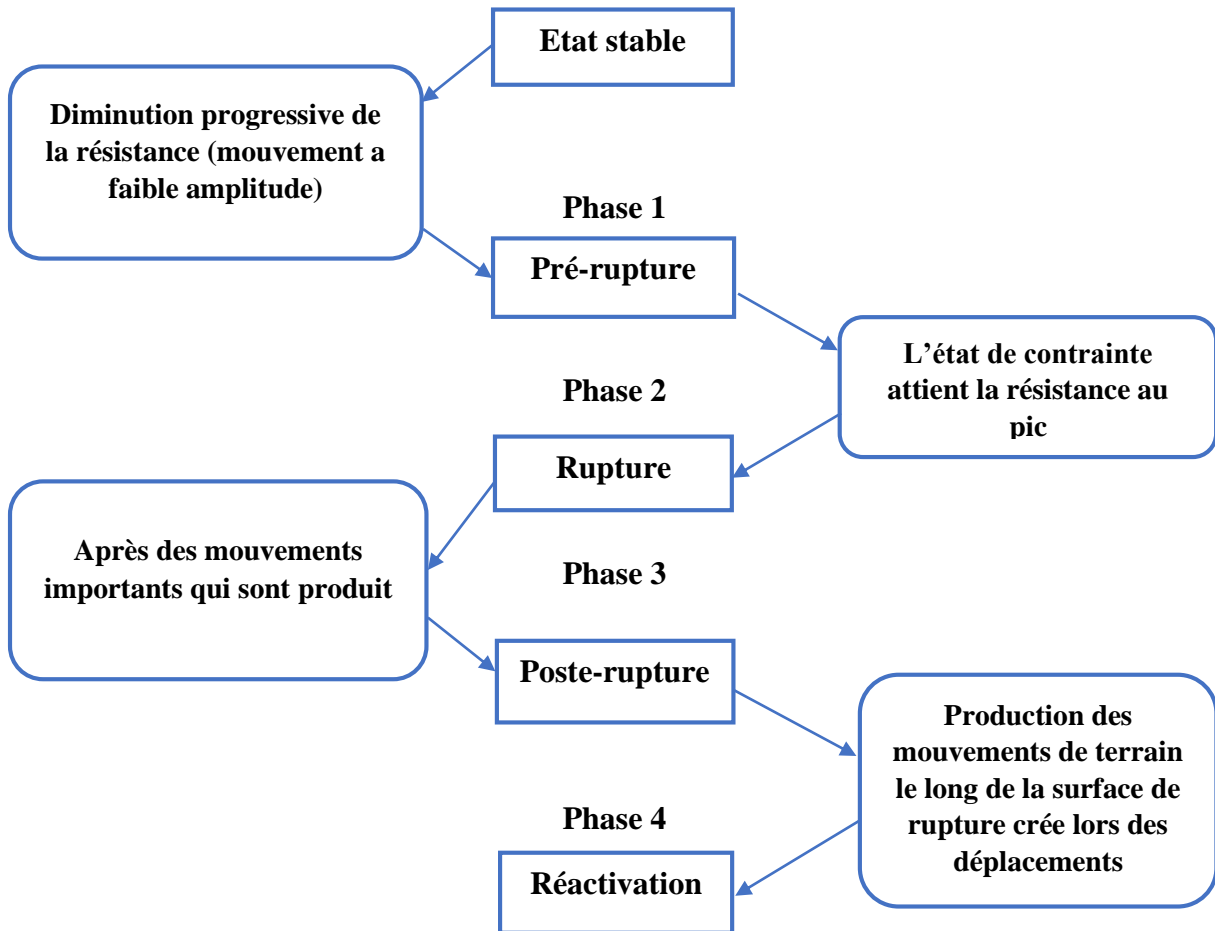 Etat stable
Diminution progressive de
la résistance (mouvement a
faible amplitude)
Phase 1
Pré-rupture
L’état de contrainte
attient la résistance au
pic
Phase 2
Rupture
Après des mouvements
importants qui sont produit
Phase 3
Poste-rupture
Production des
mouvements de terrain
le long de la surface de
rupture crée lors des
déplacements
Phase 4
Réactivation